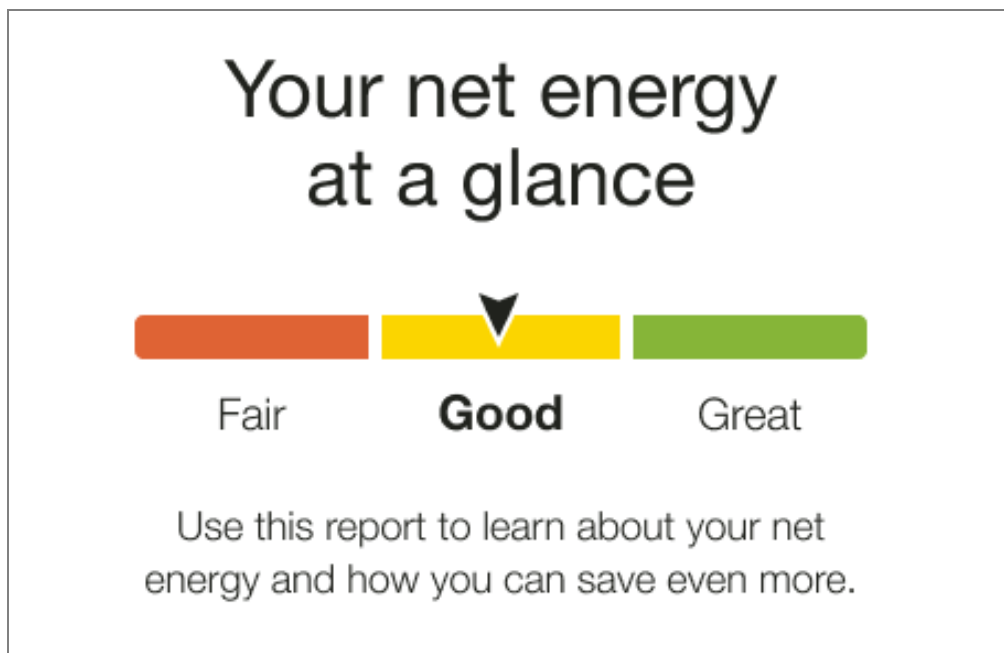 Your net energy
at a glance
Fair Good Great
Use this report to learn about your net
energy and how you can save even more.